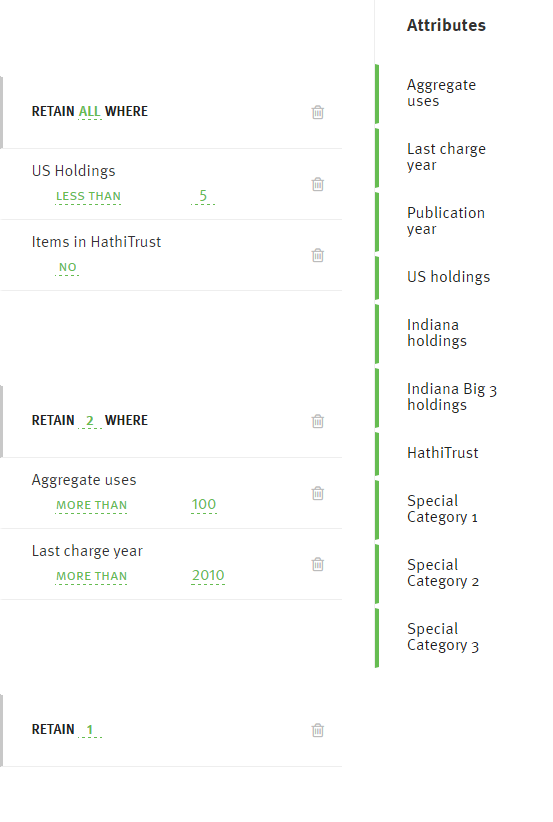 RETAIN ALL WHERE
US Holdings
LESS THAN 5
Items in HathiTrust
NO
RETAIN 2 WHERE
Aggregate uses
MORE THAN 100
Last charge year
MORE THAN 2010
RETAIN 1
Attributes
Aggregate
uses
Last charge
year
Publication
year
US holdings
Indiana
holdings
Indiana Big 3
holdings
HathiTrust
Special
Category 1
Special
Category 2
Special
Category 3